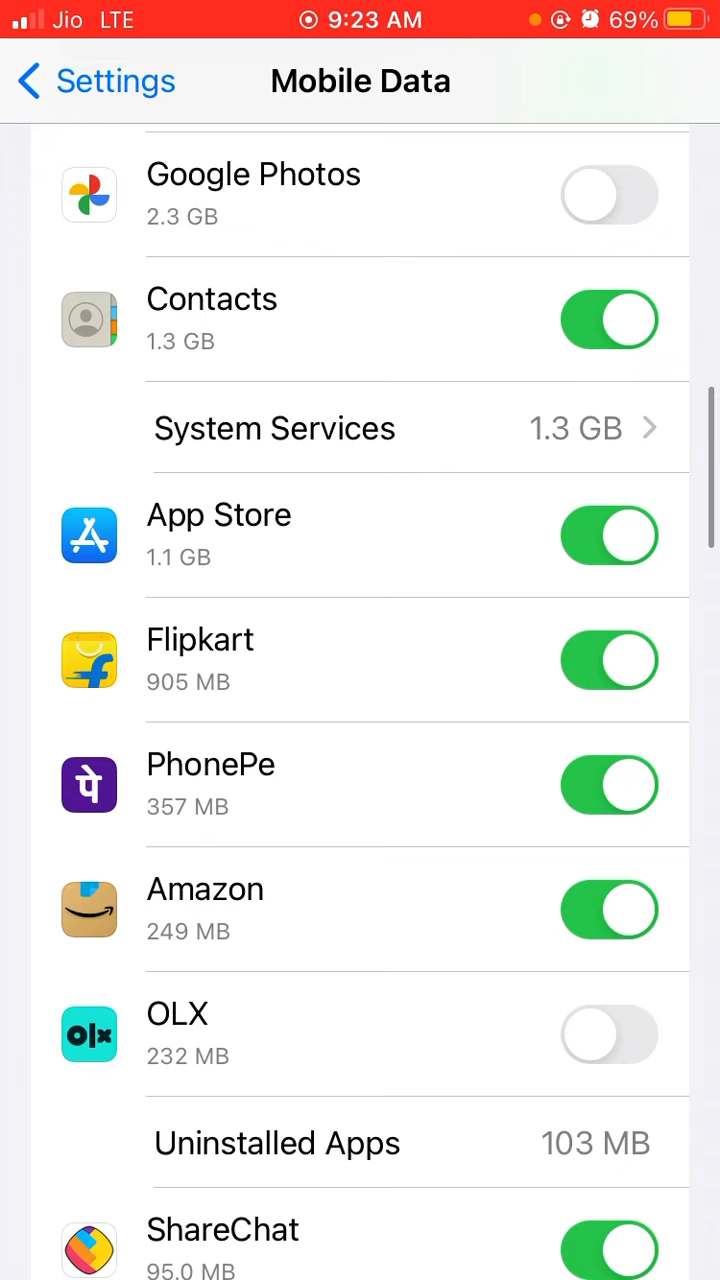 Jio LTE 9:23 AM 69%
Settings Mobile Data
Google Photos
2.3 GB
Contacts
1.3 GB
System Services 1.3 GB
App Store
1.1 GB
Flipkart
905 MB
पे
PhonePe
357 MB
Amazon
249 MB
olx
OLX
232 MB
Uninstalled Apps 103 MB
ShareChat
95.0 MB